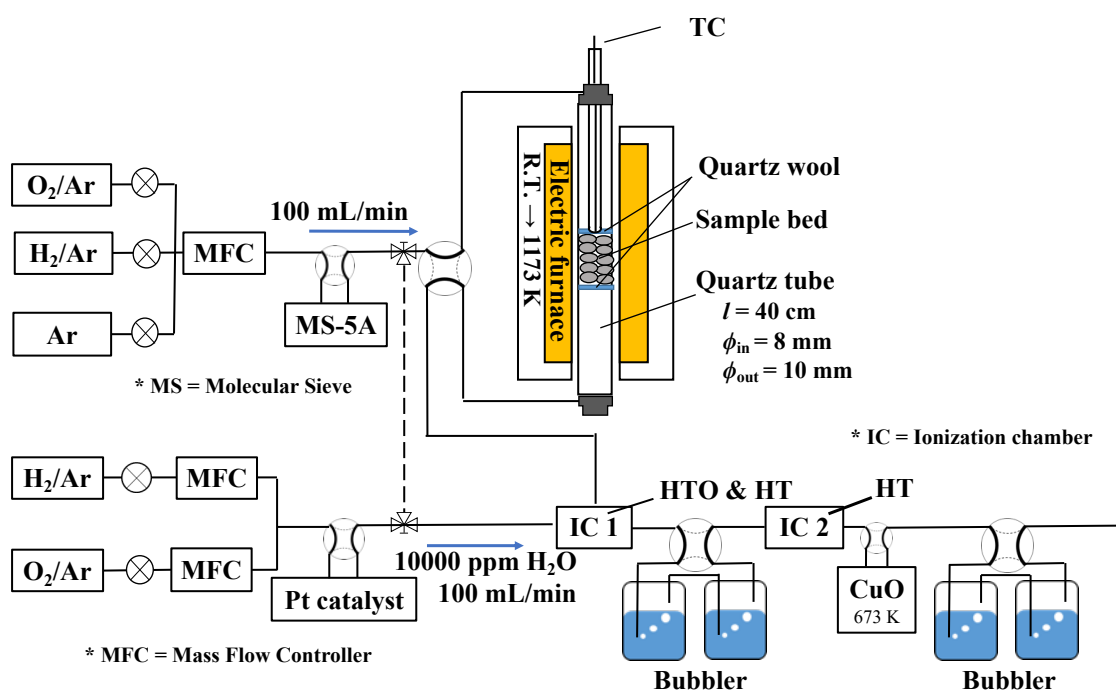 TC
O₂/Ar
H₂/Ar
Ar
MFC
100 mL/min
MS-5A
* MS = Molecular Sieve
R.T. → 1173 K
Electric furnace
Quartz wool
Sample bed
Quartz tube
l = 40 cm
ϕin = 8 mm
ϕout = 10 mm
* IC = Ionization chamber
H₂/Ar
MFC
O₂/Ar
MFC
Pt catalyst
* MFC = Mass Flow Controller
10000 ppm H₂O
100 mL/min
IC 1
HTO & HT
IC 2
HT
CuO
673 K
Bubbler
Bubbler